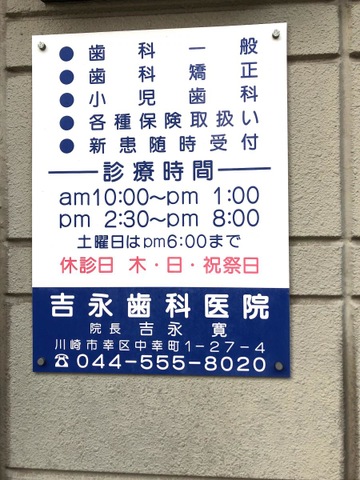 ● 歯科一般
● 歯科矯正
● 小児歯科
● 各種保険取扱い
● 新患随時受付
診療時間
am10:00〜pm 1:00
pm 2:30〜pm 8:00
土曜日はpm6:00まで
休診日 木・日・祝祭日
吉永歯科医院
院長 吉永 寛
川崎市幸区中幸町1-27-4
☎044-555-8020